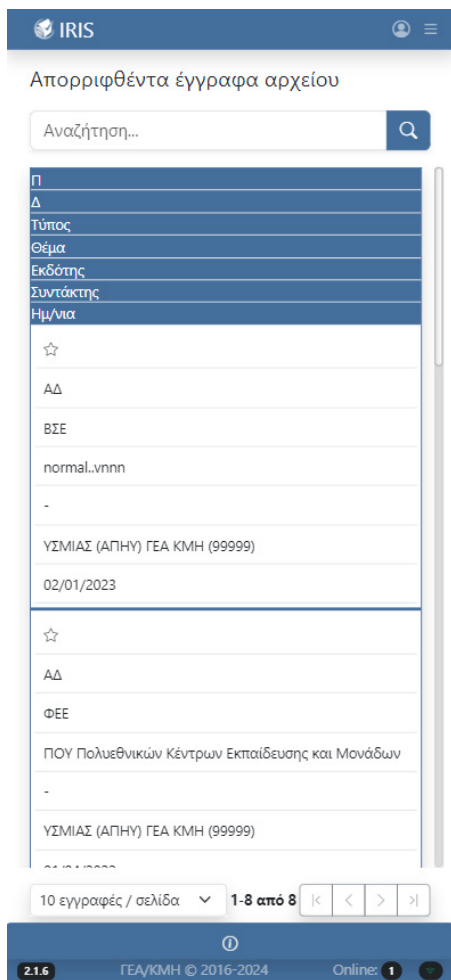 IRIS
Απορριφθέντα έγγραφα αρχείου
Αναζήτηση...
Π
Δ
Τύπος
Θέμα
Εκδότης
Συντάκτης
Ημ/νια
ΑΔ
ΒΣΕ
normal..vnnn
-
ΥΣΜΙΑΣ (ΑΠΗΥ) ΓΕΑ ΚΜΗ (99999)
02/01/2023
ΑΔ
ΦΕΕ
ΠΟΥ Πολυεθνικών Κέντρων Εκπαίδευσης και Μονάδων
-
ΥΣΜΙΑΣ (ΑΠΗΥ) ΓΕΑ ΚΜΗ (99999)
10 εγγραφές / σελίδα 1-8 από 8
2.1.6 ΓΕΑ/ΚΜΗ © 2016-2024 Online: 1